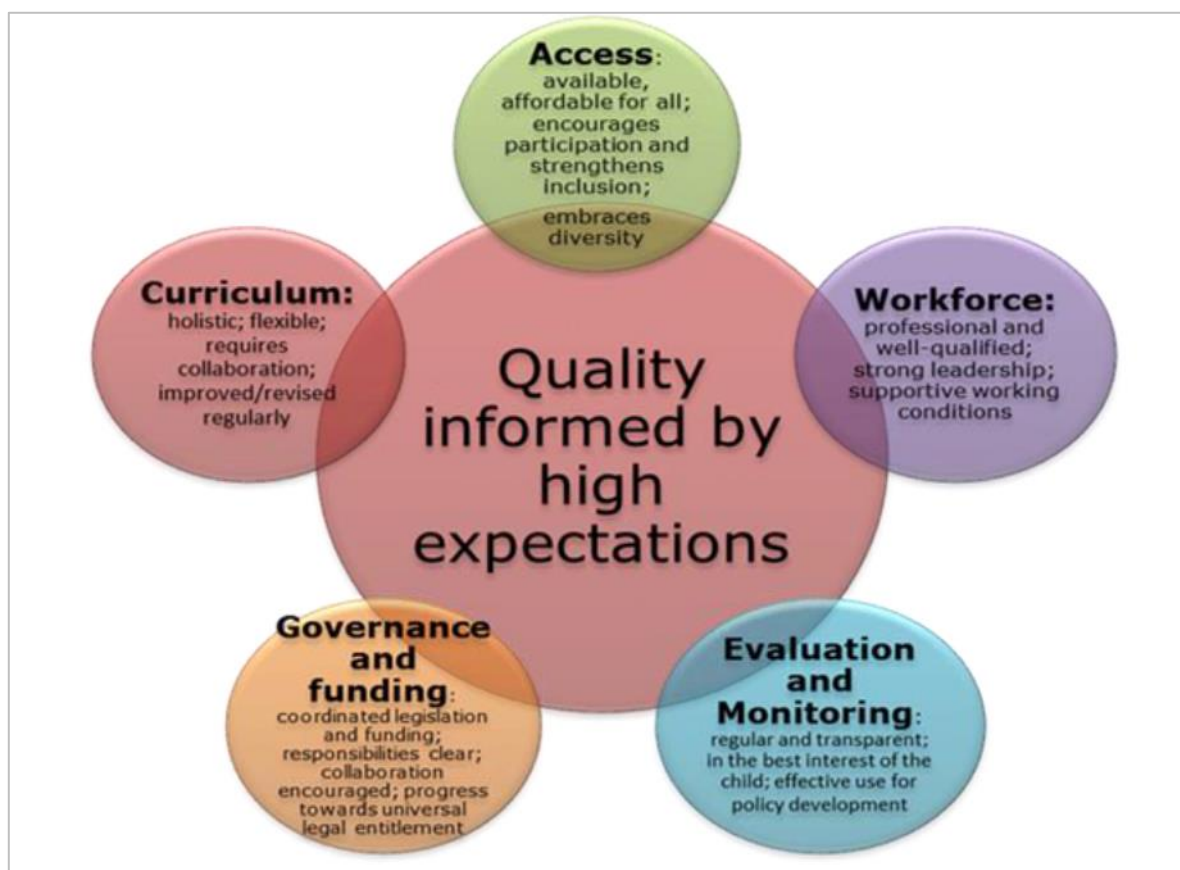 Access:
available,
affordable for all;
encourages
participation and
strengthens
inclusion;
embraces
diversity
Curriculum:
holistic; flexible;
requires
collaboration;
improved/revised
regularly
Workforce:
professional and
well-qualified;
strong leadership;
supportive working
conditions
Quality
informed by
high
expectations
Governance
and
funding:
coordinated legislation
and funding;
responsibilities clear;
collaboration
encouraged; progress
towards universal
legal entitlement
Evaluation
and
Monitoring:
regular and transparent;
in the best interest of the
child; effective use for
policy development